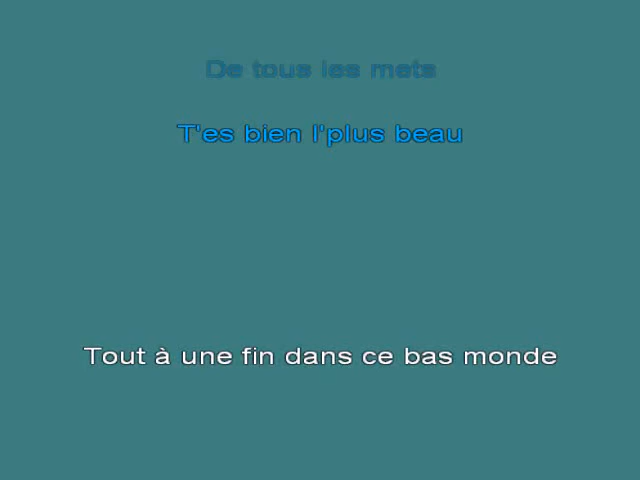 De tous les mets
T'es bien l'plus beau
Tout à une fin dans ce bas monde